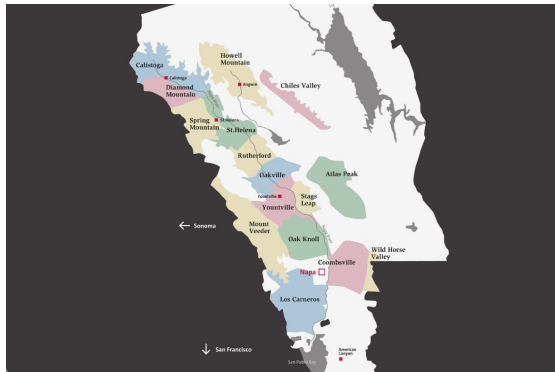 Howell
Mountain
Calistoga
Calistoga
Angwin
Diamond
Mountain
Chiles Valley
Spring
Mountain
St.Helena
St.Helena
Rutherford
Oakville
Atlas Peak
Yountville
Stags
Leap
Yountville
Mount
Veeder
Sonoma
Oak Knoll
Wild Horse
Valley
Coombsville
Napa
Los Carneros
San Francisco
San Pablo Bay
American
Canyon